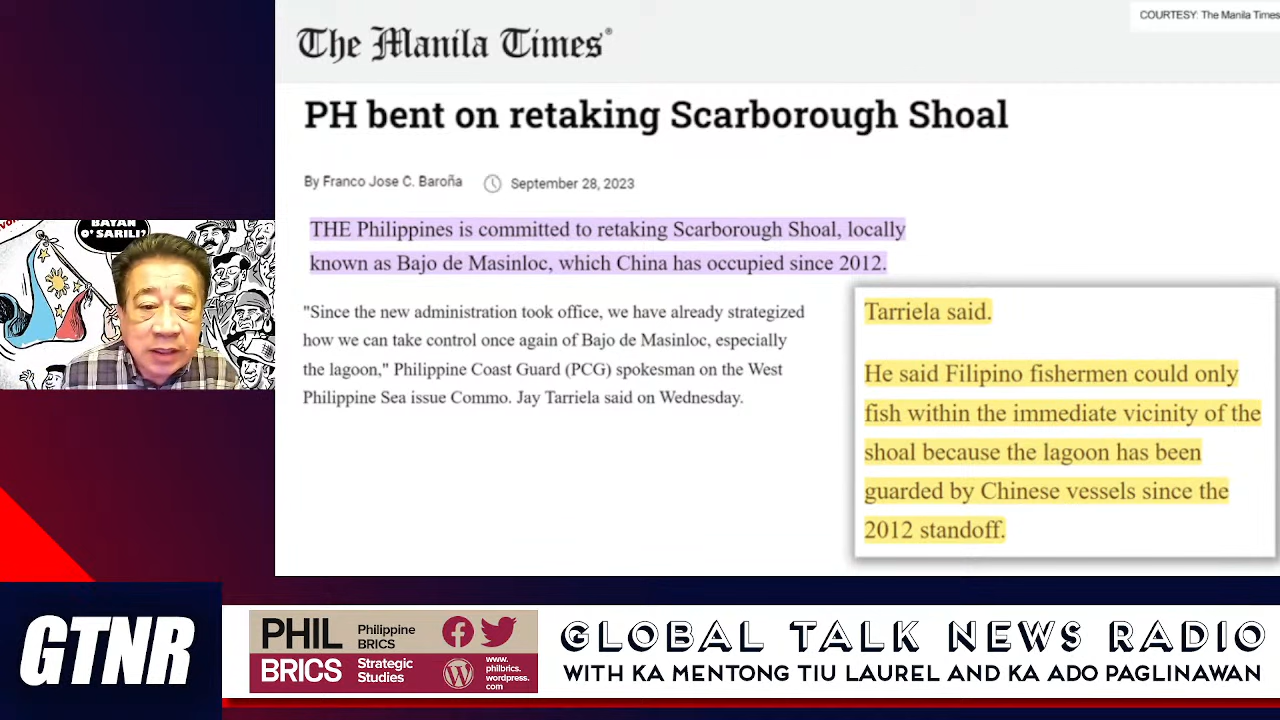 COURTESY: The Manila Times
The Manila Times®
PH bent on retaking Scarborough Shoal
By Franco Jose C. Baroña
September 28, 2023
THE Philippines is committed to retaking Scarborough Shoal, locally
known as Bajo de Masinloc, which China has occupied since 2012.
"Since the new administration took office, we have already strategized
how we can take control once again of Bajo de Masinloc, especially
the lagoon," Philippine Coast Guard (PCG) spokesman on the West
Philippine Sea issue Commo. Jay Tarriela said on Wednesday.
Tarriela said.
He said Filipino fishermen could only
fish within the immediate vicinity of the
shoal because the lagoon has been
guarded by Chinese vessels since the
2012 standoff.
BAYAN
O' SARILI?
GTNR
PHIL
BRICS
Philippine
BRICS
Strategic
Studies
www.
philbrics.
wordpress.
com
GLOBAL TALK NEWS RADIO
WITH KA MENTONG TIU LAUREL AND KA ADO PAGLINAWAN